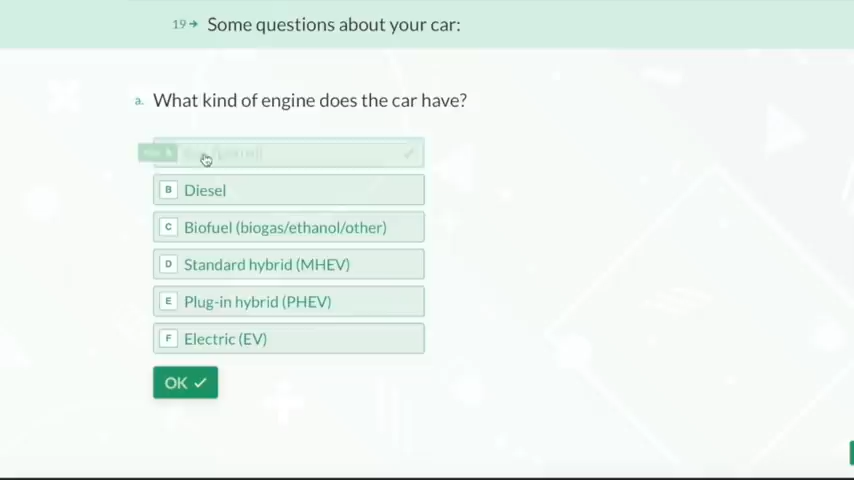 19 → Some questions about your car:
a. What kind of engine does the car have?
B Diesel
C Biofuel (biogas/ethanol/other)
D Standard hybrid (MHEV)
E Plug-in hybrid (PHEV)
F Electric (EV)
OK ✓